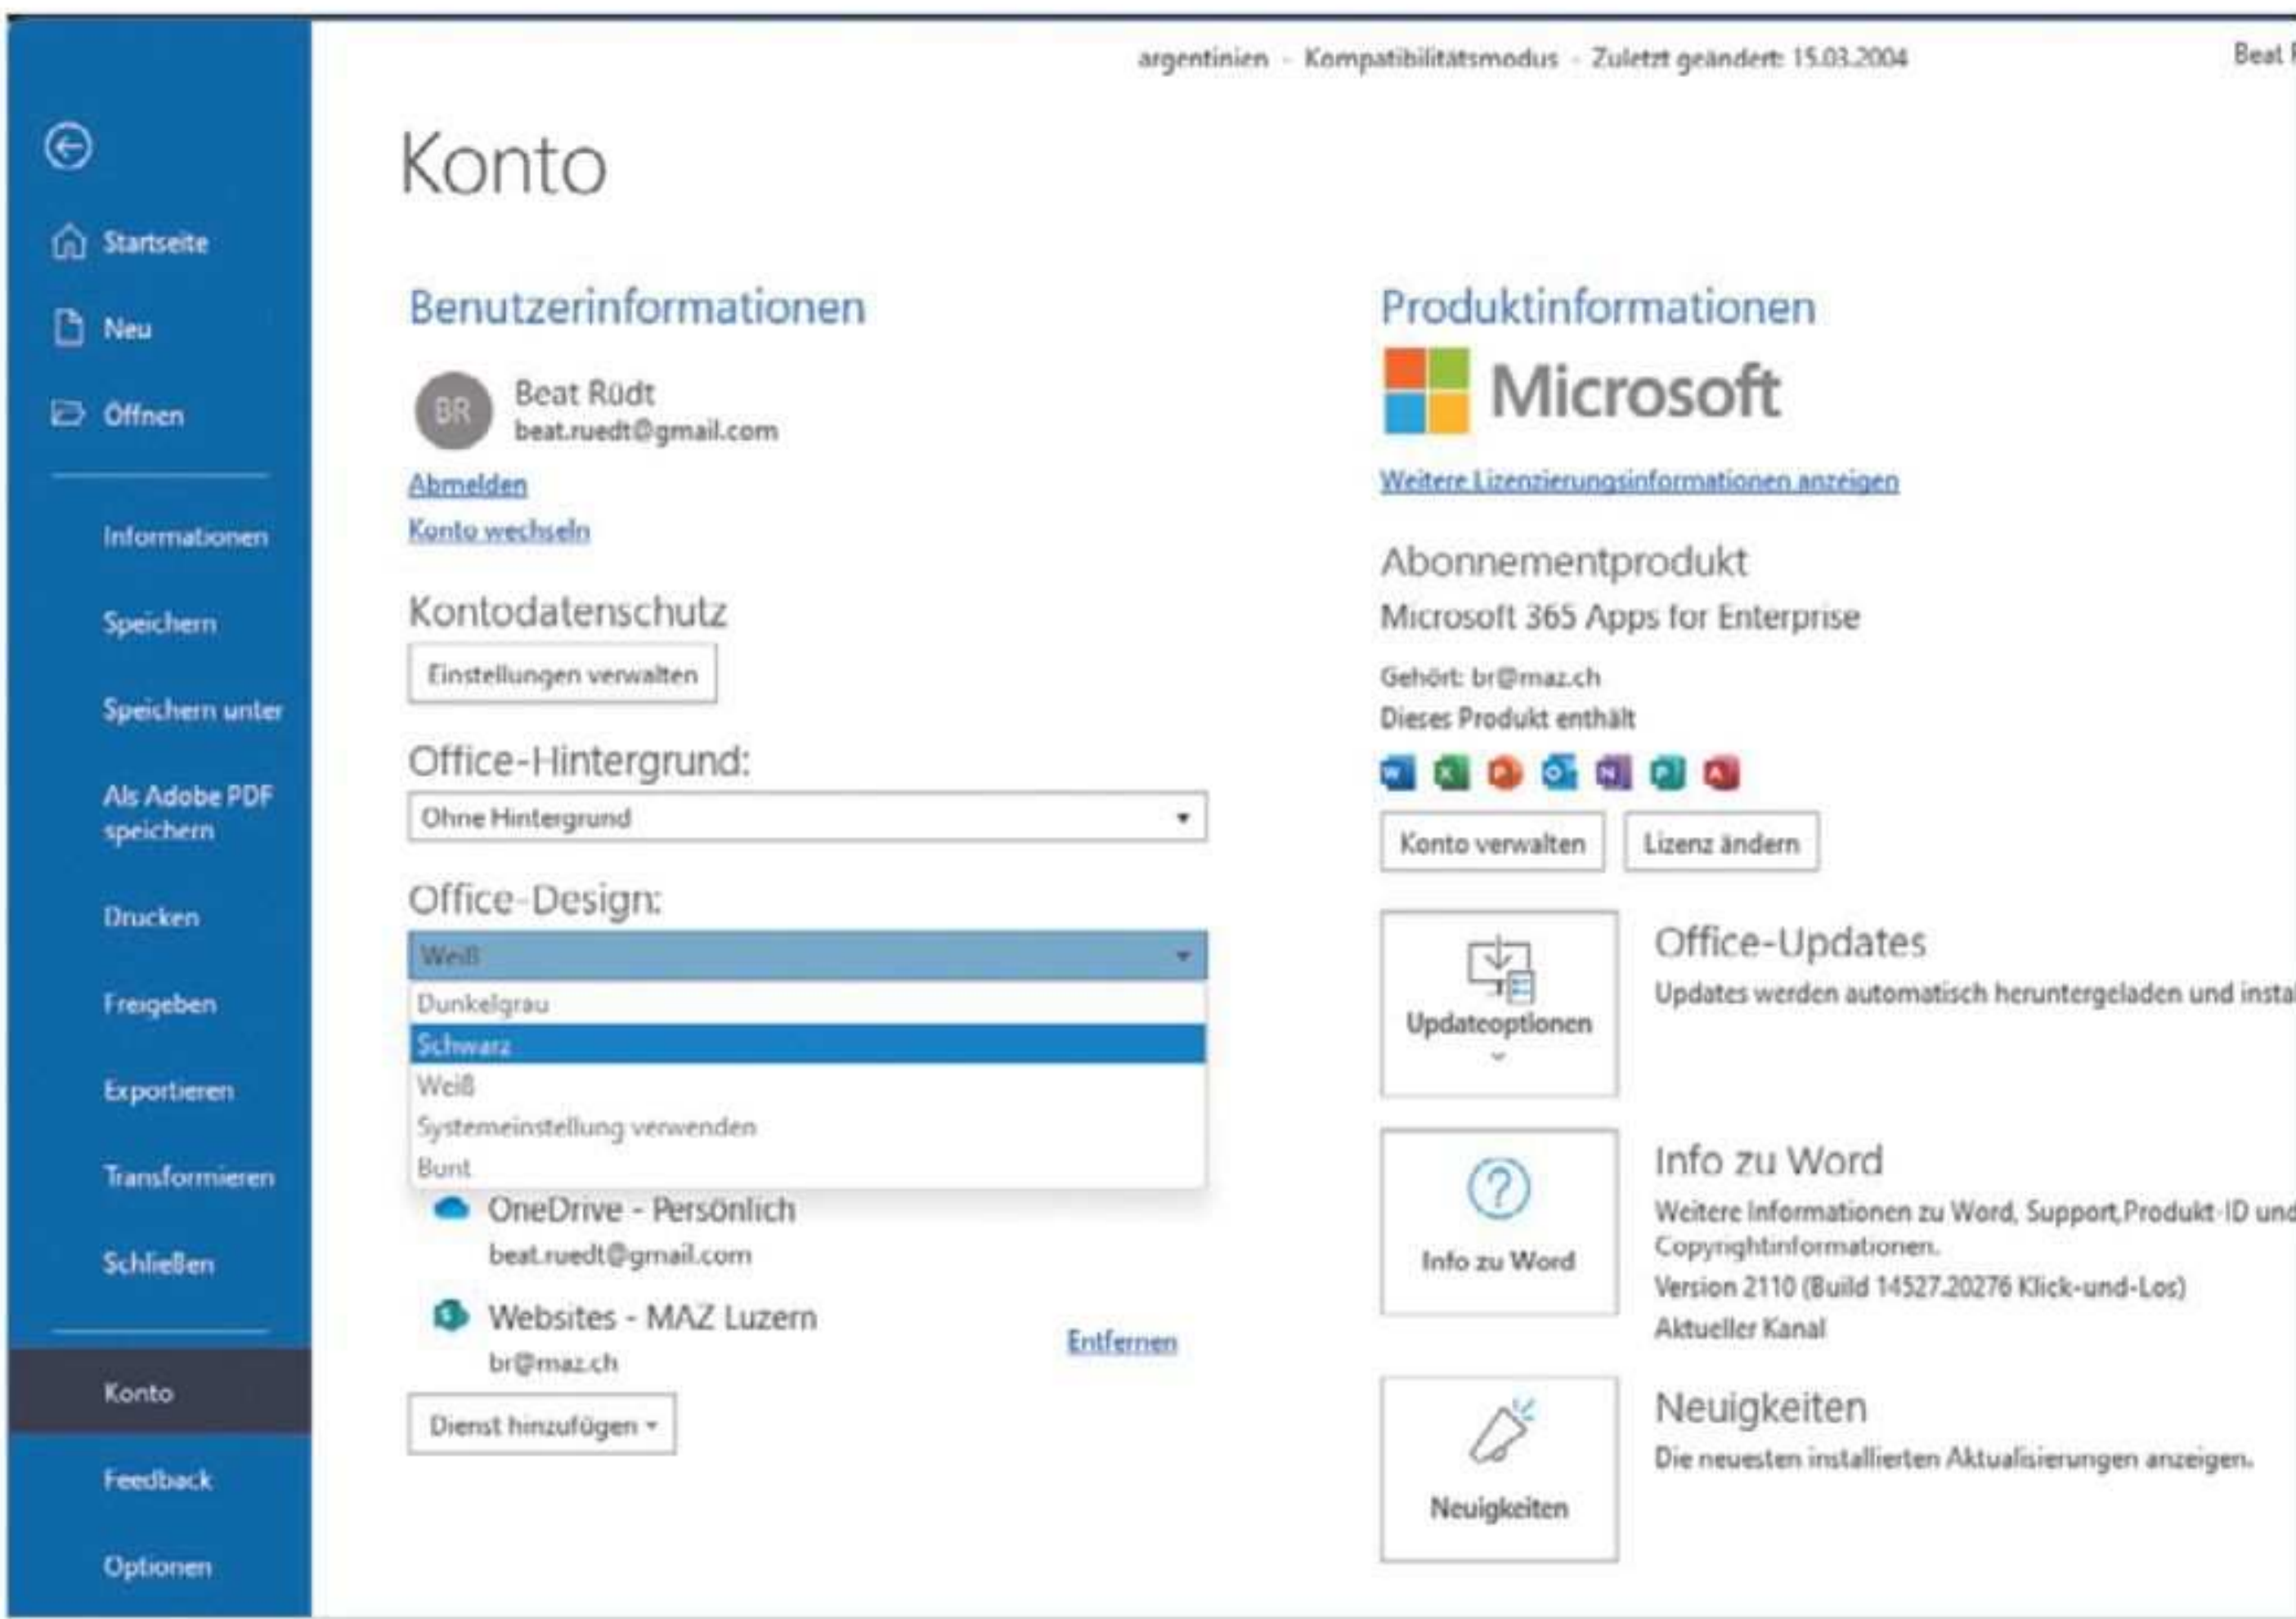 argentinien - Kompatibilitätsmodus - Zuletzt geändert: 15.03.2004
Beat
Konto
Startseite
Neu
Öffnen
Informationen
Speichern
Speichern unter
Als Adobe PDF
speichern
Drucken
Freigeben
Exportieren
Transformieren
Schließen
Konto
Feedback
Optionen
Benutzerinformationen
BR
Beat Rüdt
beat.ruedt@gmail.com
Abmelden
Konto wechseln
Kontodatenschutz
Einstellungen verwalten
Office-Hintergrund:
Ohne Hintergrund
Office-Design:
Weiß
Dunkelgrau
Schwarz
Weiß
Systemeinstellung verwenden
Bunt
OneDrive - Persönlich
beat.ruedt@gmail.com
Websites - MAZ Luzern
br@maz.ch
Entfernen
Dienst hinzufügen
Produktinformationen
Microsoft
Weitere Lizenzierungsinformationen anzeigen
Abonnementprodukt
Microsoft 365 Apps for Enterprise
Gehört: br@maz.ch
Dieses Produkt enthält
Konto verwalten
Lizenz ändern
Updateoptionen
Office-Updates
Updates werden automatisch heruntergeladen und
Info zu Word
Info zu Word
Weitere Informationen zu Word, Support,Produkt-ID und
Copyrightinformationen.
Version 2110 (Build 14527.20276 Klick-und-Los)
Aktueller Kanal
Neuigkeiten
Neuigkeiten
Die neuesten installierten Aktualisierungen anzeigen.